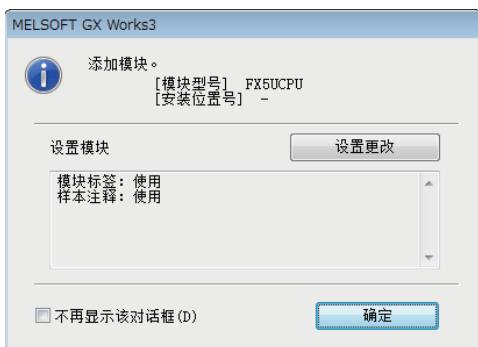 MELSOFT GX Works3
添加模块。
[模块型号] FX5UCPU
[安装位置号] -
设置模块
设置更改
模块标签: 使用
样本注释: 使用
不再显示该对话框(D)
确定